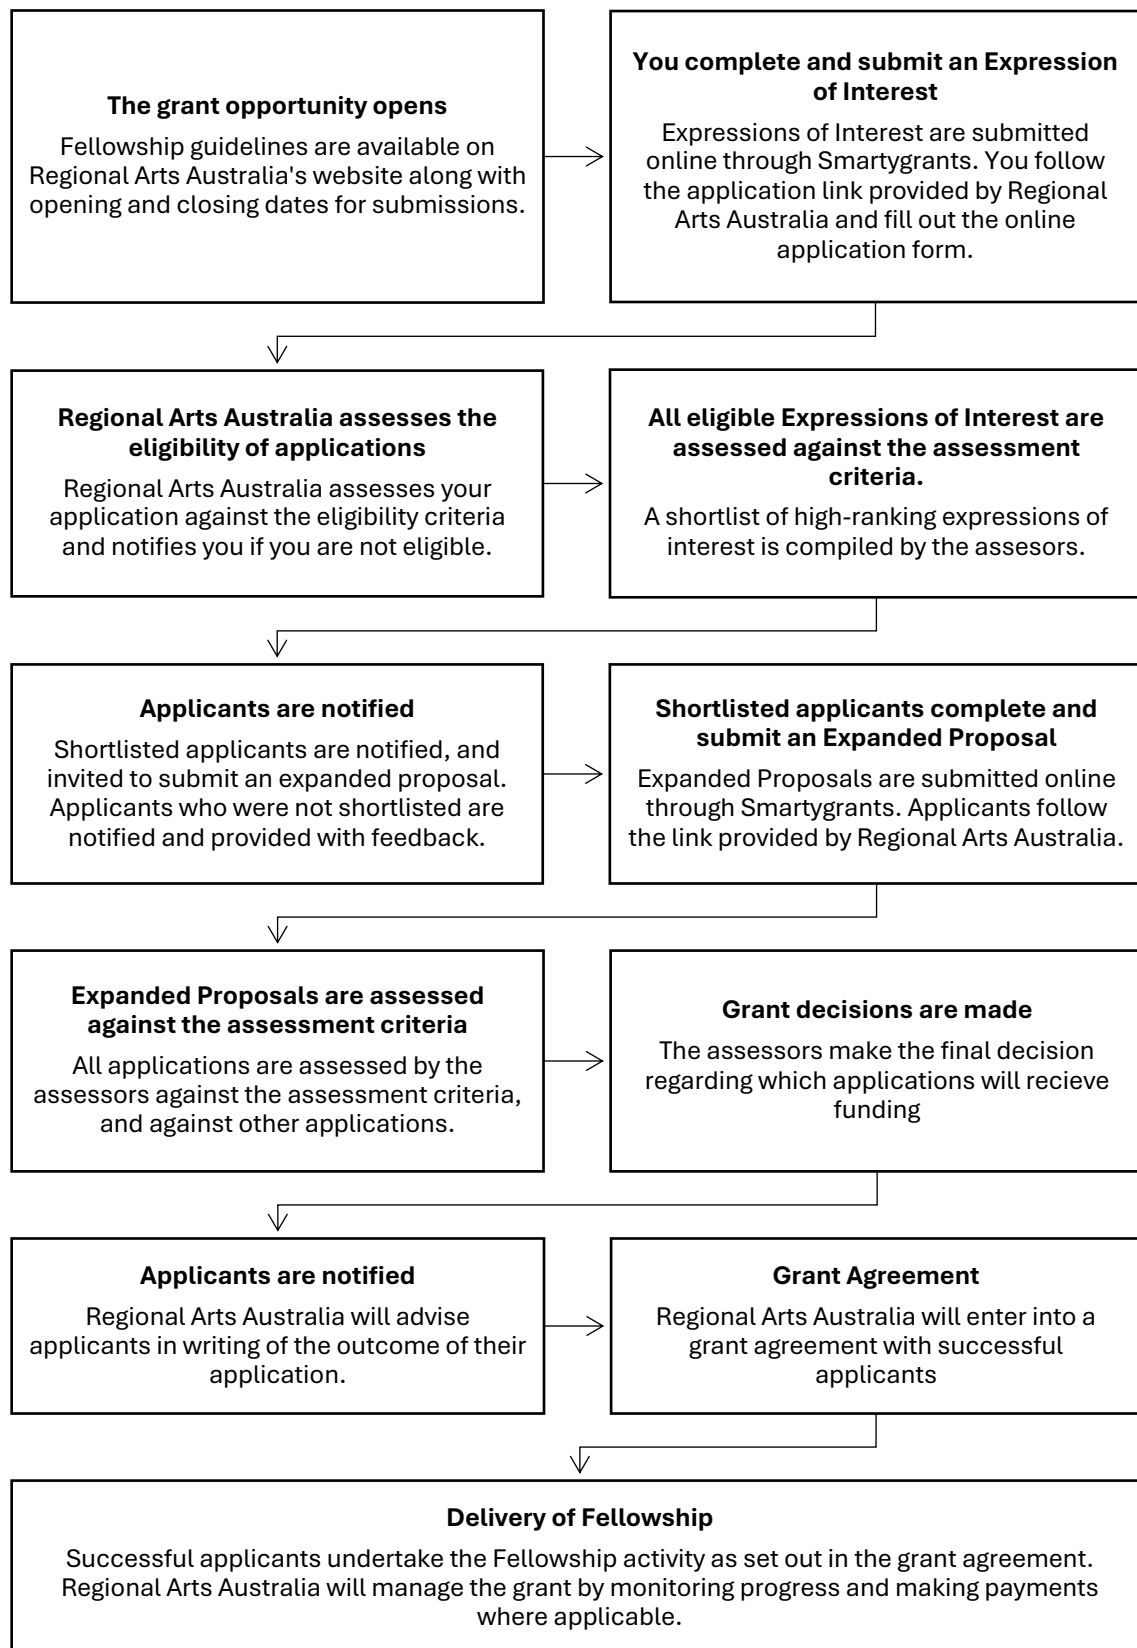 The grant opportunity opens
Fellowship guidelines are available on
Regional Arts Australia's website along with
opening and closing dates for submissions.
You complete and submit an Expression
of Interest
Expressions of Interest are submitted
online through Smartygrants. You follow
the application link provided by Regional
Arts Australia and fill out the online
application form.
Regional Arts Australia assesses the
eligibility of applications
Regional Arts Australia assesses your
application against the eligibility criteria
and notifies you if you are not eligible.
All eligible Expressions of Interest are
assessed against the assessment
criteria.
A shortlist of high-ranking expressions of
interest is compiled by the assesors.
Applicants are notified
Shortlisted applicants are notified, and
invited to submit an expanded proposal.
Applicants who were not shortlisted are
notified and provided with feedback.
Shortlisted applicants complete and
submit an Expanded Proposal
Expanded Proposals are submitted online
through Smartygrants. Applicants follow
the link provided by Regional Arts Australia.
Expanded Proposals are assessed
against the assessment criteria
All applications are assessed by the
assessors against the assessment criteria,
and against other applications.
Grant decisions are made
The assessors make the final decision
regarding which applications will recieve
funding
Applicants are notified
Regional Arts Australia will advise
applicants in writing of the outcome of their
application.
Grant Agreement
Regional Arts Australia will enter into a
grant agreement with successful
applicants
Delivery of Fellowship
Successful applicants undertake the Fellowship activity as set out in the grant agreement.
Regional Arts Australia will manage the grant by monitoring progress and making payments
where applicable.